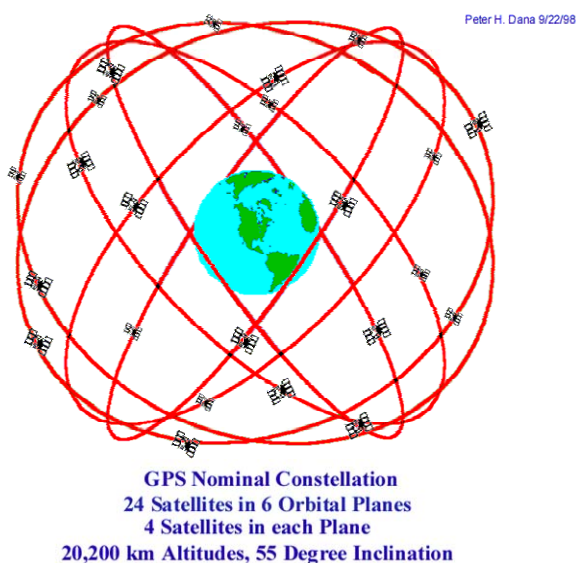 Peter H. Dana 9/22/98
GPS Nominal Constellation
24 Satellites in 6 Orbital Planes
4 Satellites in each Plane
20,200 km Altitudes, 55 Degree Inclination